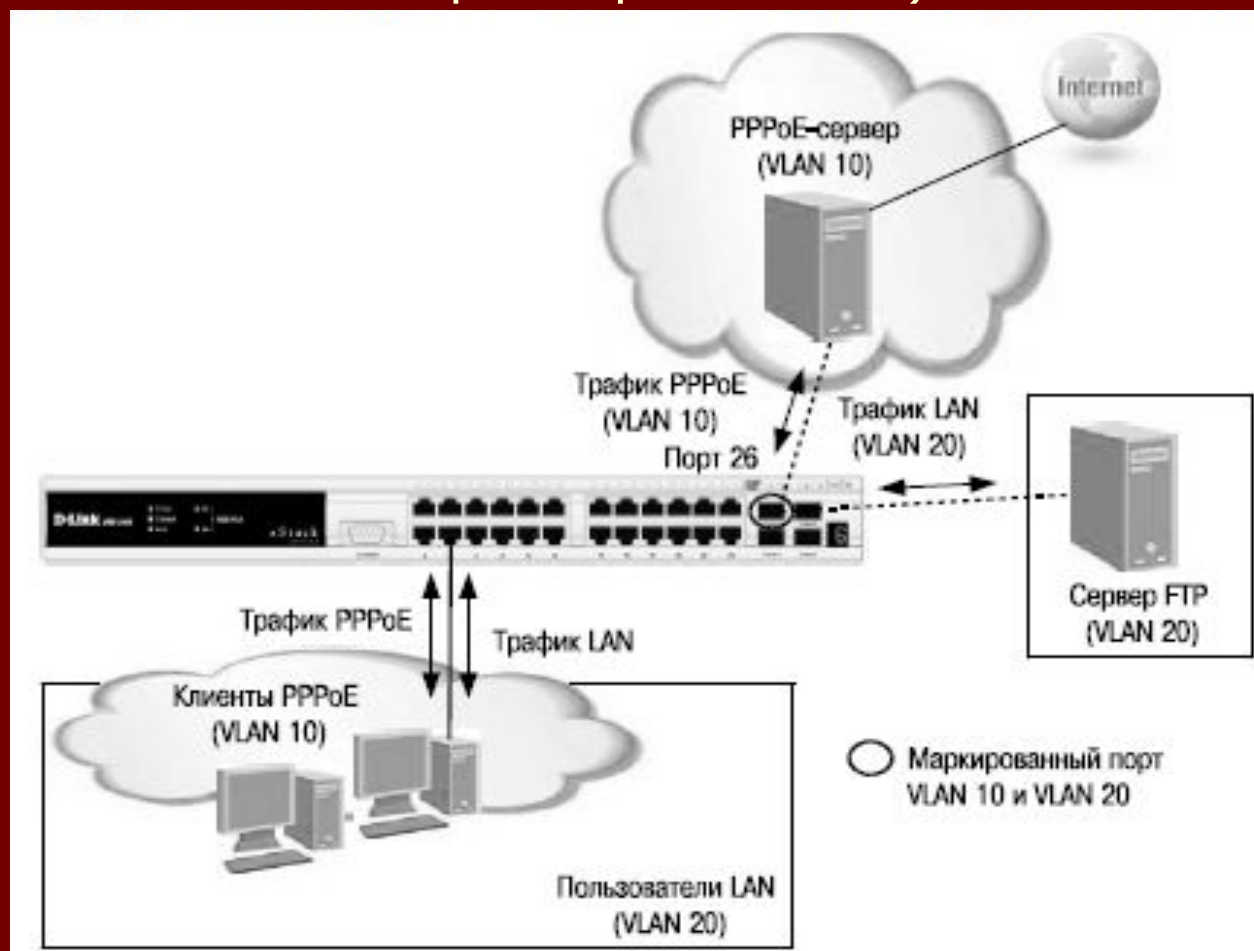 Internet
PPPoE-сервер
(VLAN 10)
Трафик PPPoE
(VLAN 10)
Трафик LAN
(VLAN 20)
Порт 26
D-Link
xStack
Сервер FTP
(VLAN 20)
Трафик PPPoE
Трафик LAN
Клиенты PPPoE
(VLAN 10)
Маркированный порт
VLAN 10 и VLAN 20
Пользователи LAN
(VLAN 20)